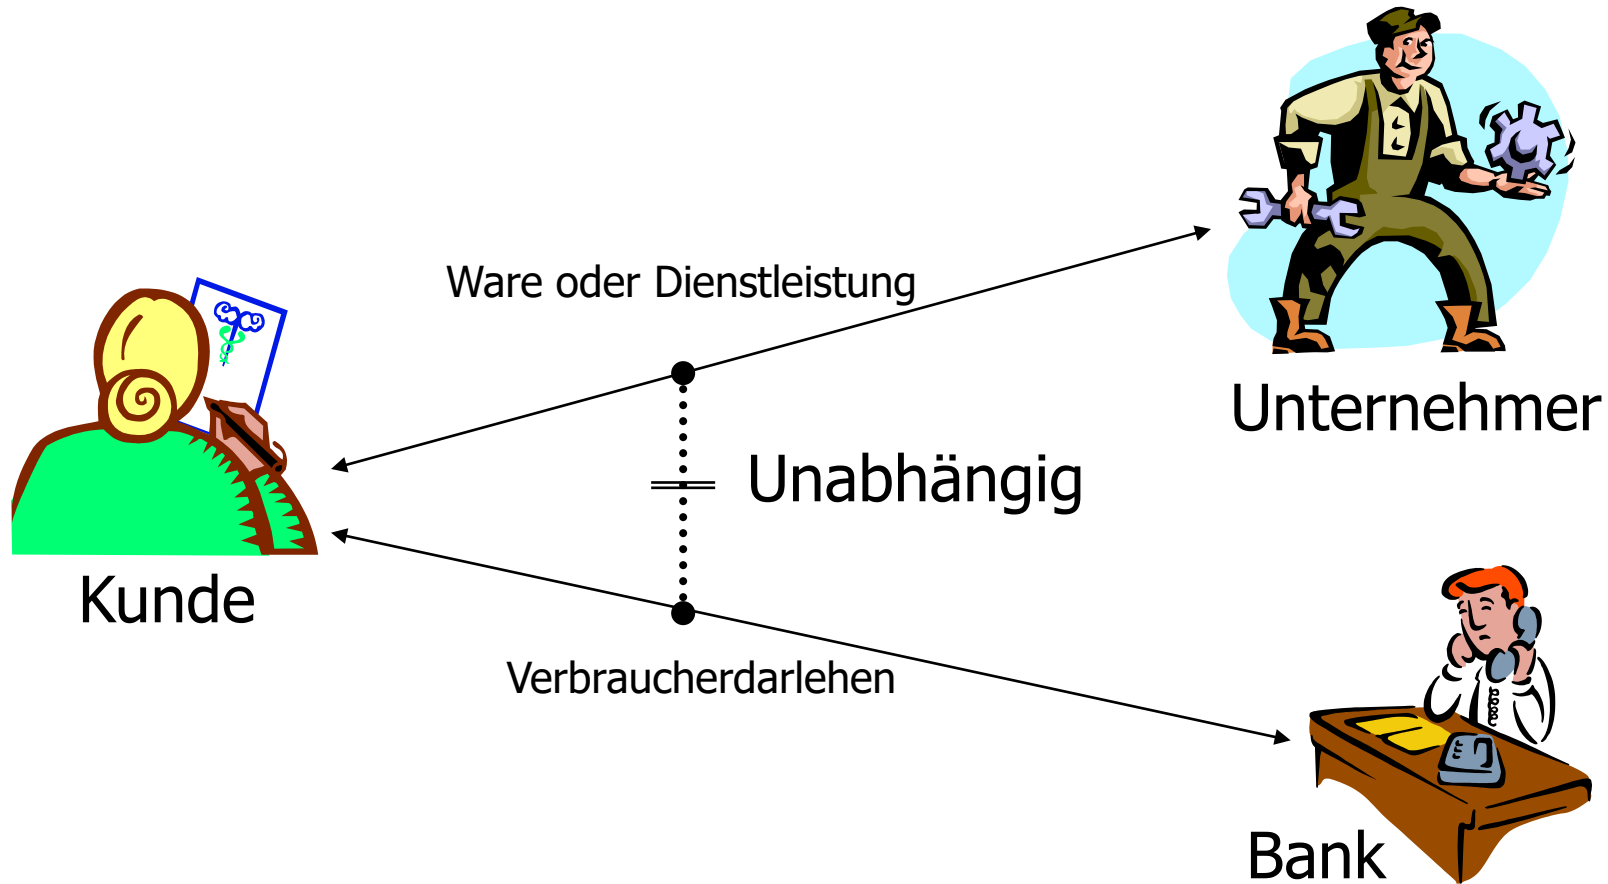 Ware oder Dienstleistung
Unternehmer
Unabhängig
Kunde
Verbraucherdarlehen
Bank